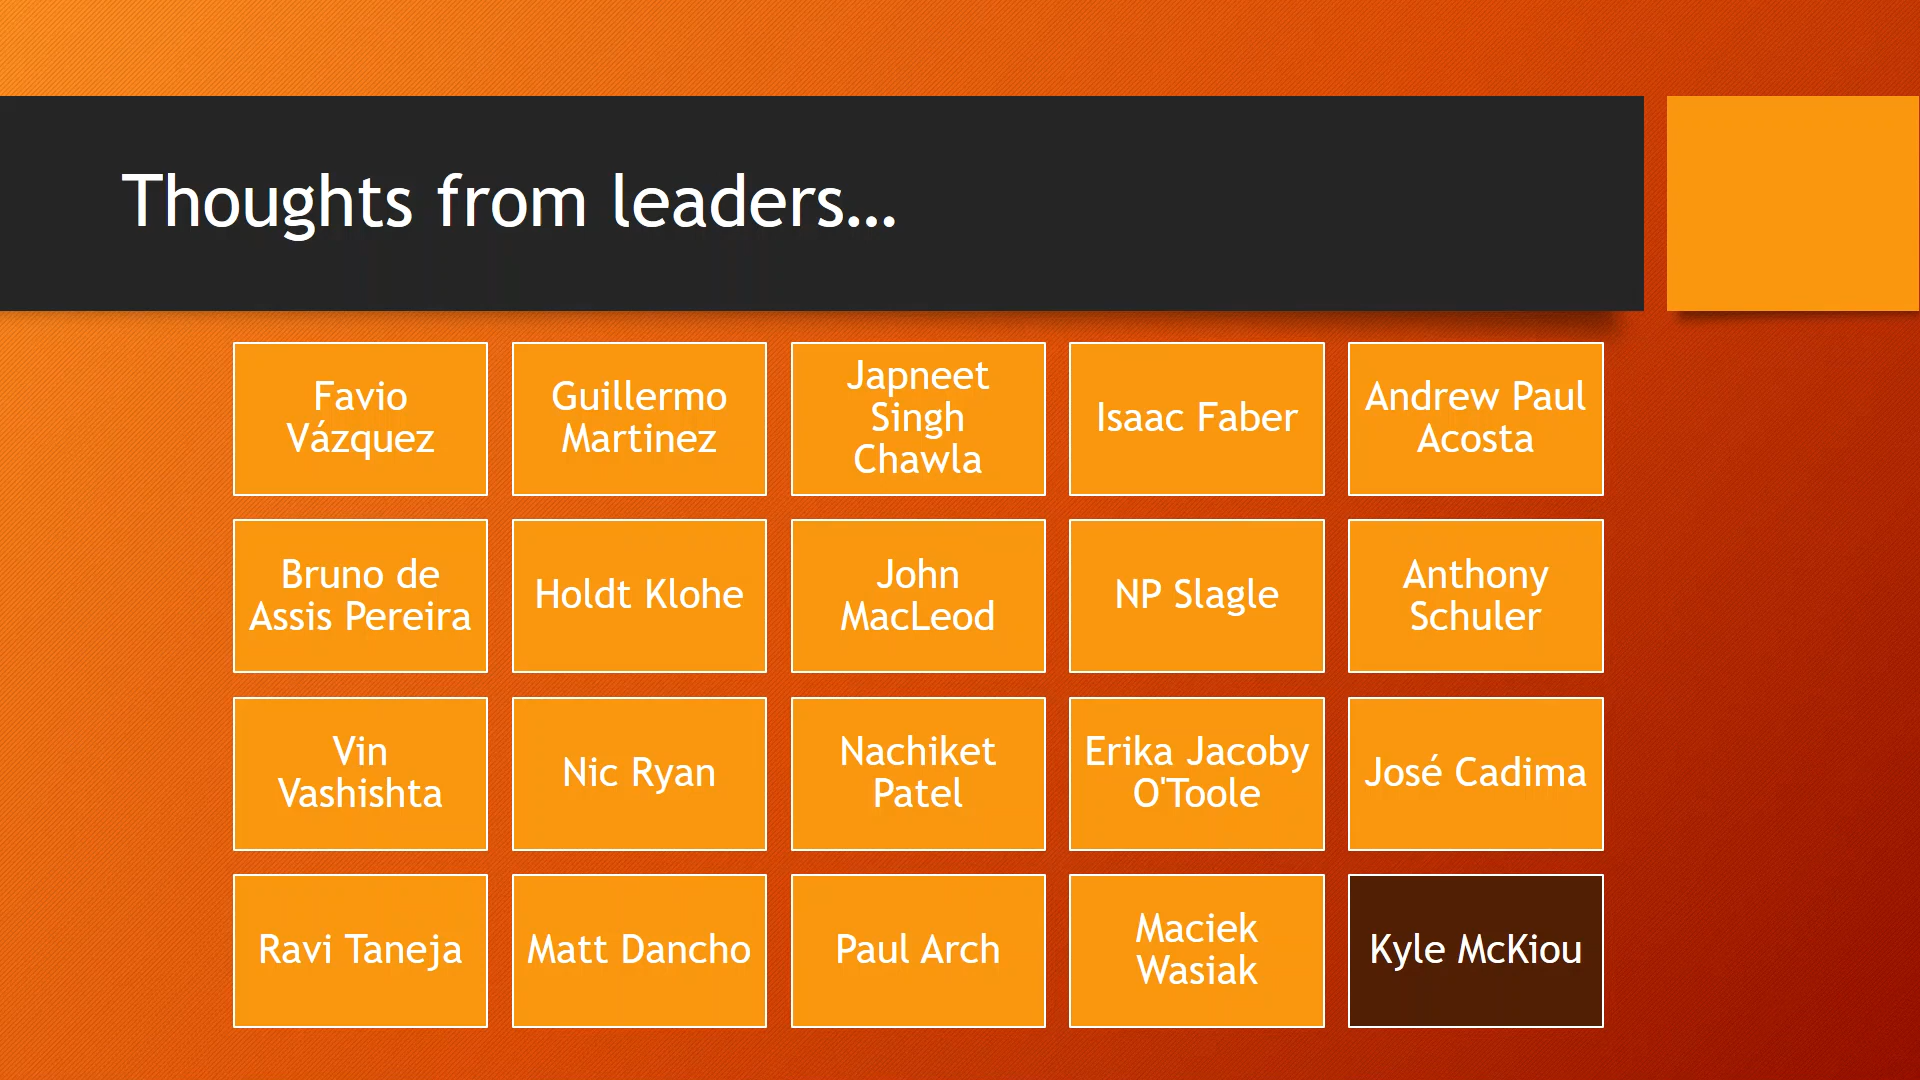 Thoughts from leaders...
Favio
Vázquez
Guillermo
Martinez
Japneet
Singh
Chawla
Isaac Faber
Andrew Paul
Acosta
Bruno de
Assis Pereira
Holdt Klohe
John
MacLeod
NP Slagle
Anthony
Schuler
Vin
Vashishta
Nic Ryan
Nachiket
Patel
Erika Jacoby
O'Toole
José Cadima
Ravi Taneja
Matt Dancho
Paul Arch
Maciek
Wasiak
Kyle McKiou